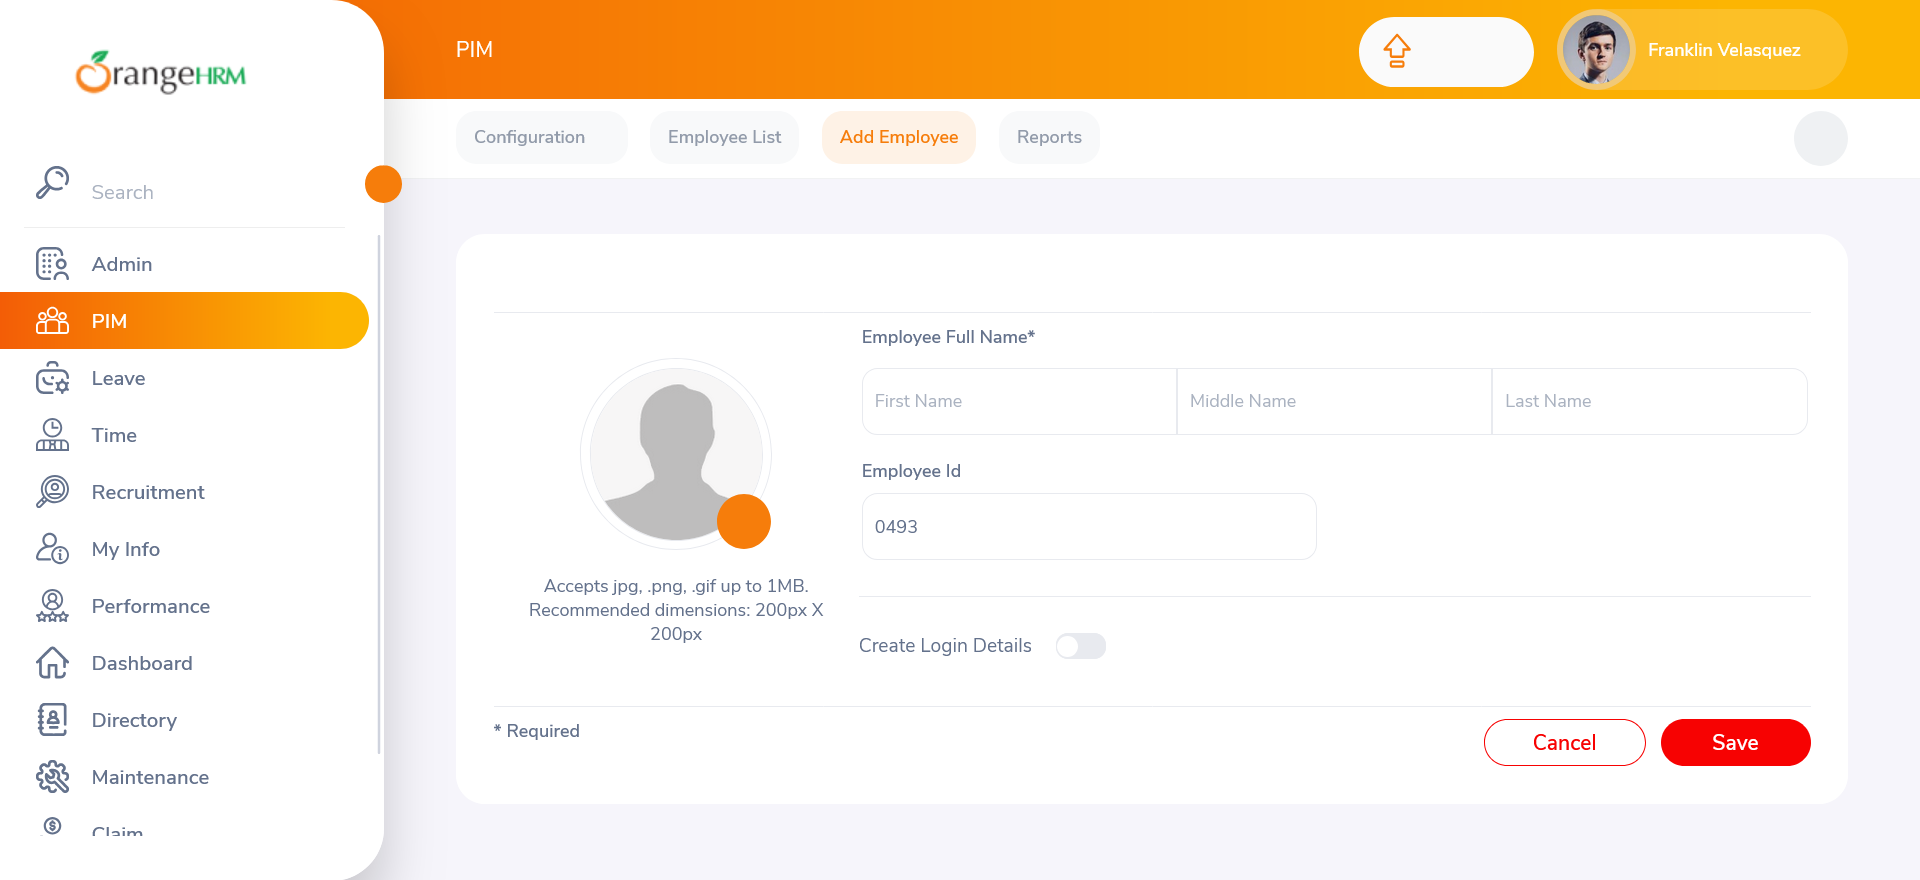 OrangeHRM
Search
Admin
PIM
Leave
Time
Recruitment
My Info
Performance
Dashboard
Directory
Maintenance
Claim
PIM
Franklin Velasquez
Configuration
Employee List
Add Employee
Reports
Accepts jpg, .png, .gif up to 1MB.
Recommended dimensions: 200px X
200px
Employee Full Name*
First Name
Middle Name
Last Name
Employee Id
0493
Create Login Details
* Required
Cancel
Save